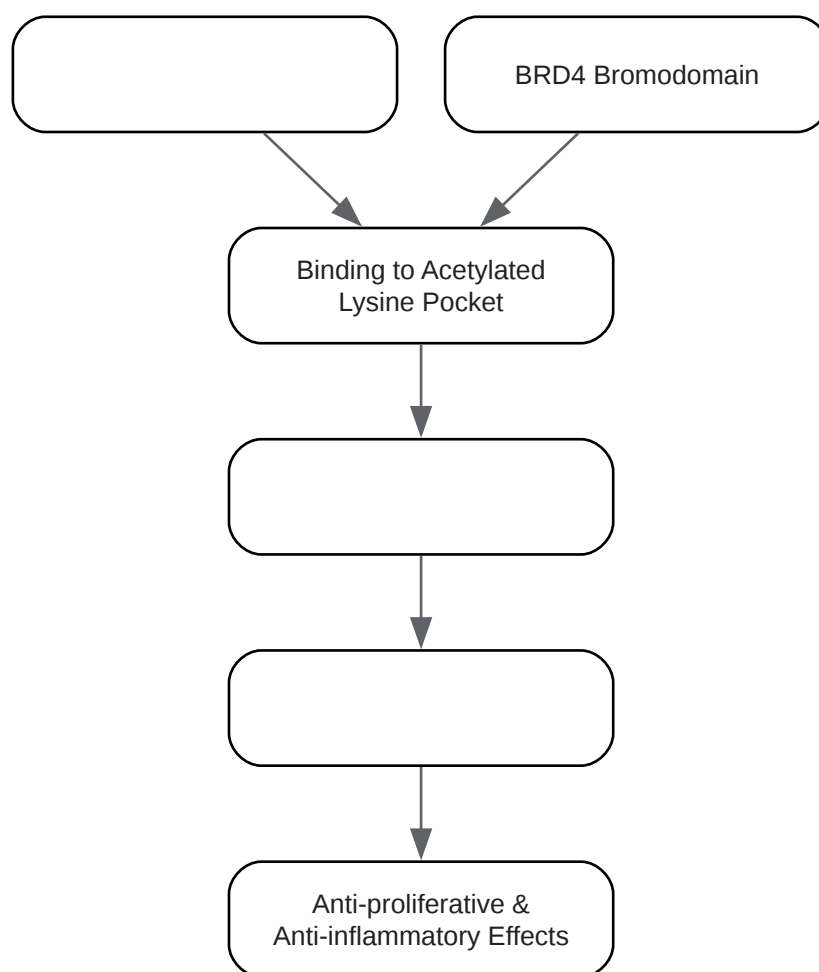 BRD4 Bromodomain
Binding to Acetylated
Lysine Pocket
Anti-proliferative &
Anti-inflammatory Effects